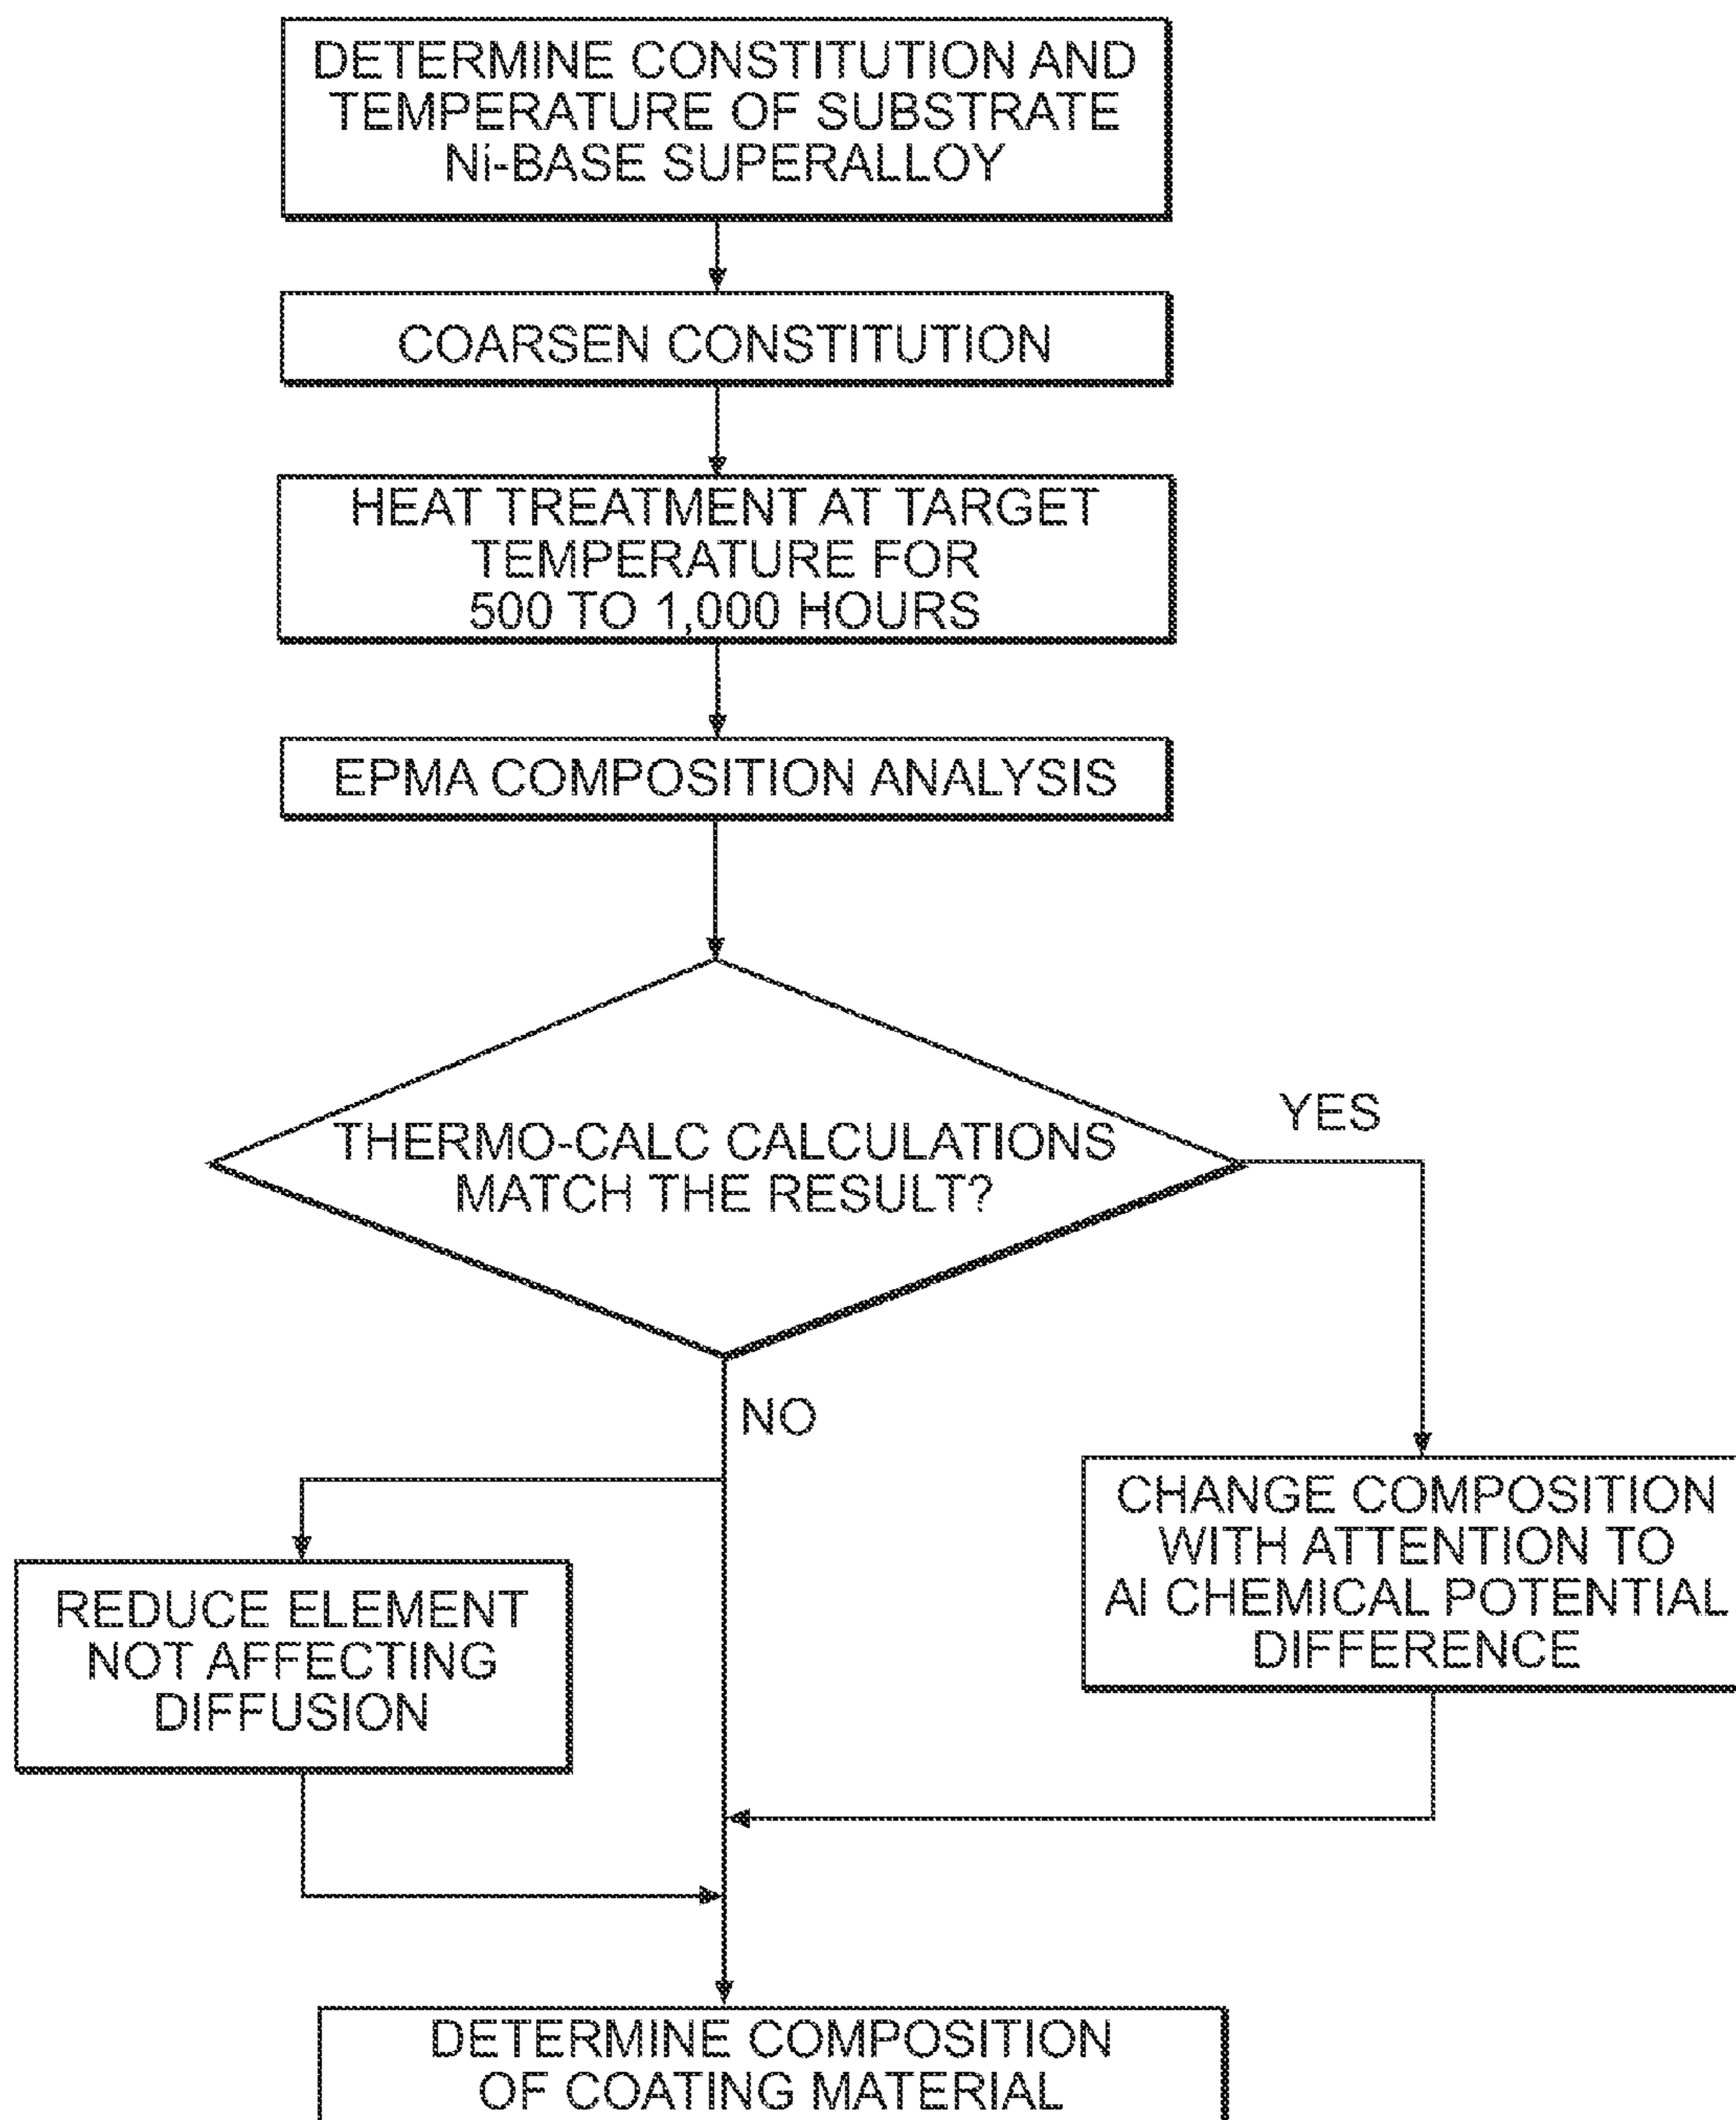 DETERMINE CONSTITUTION AND
TEMPERATURE OF SUBSTRATE
Ni-BASE SUPERALLOY
COARSEN CONSTITUTION
HEAT TREATMENT AT TARGET
TEMPERATURE FOR
500 TO 1,000 HOURS
EPMA COMPOSITION ANALYSIS
THERMO-CALC CALCULATIONS
MATCH THE RESULT?
YES
NO
CHANGE COMPOSITION
WITH ATTENTION TO
Al CHEMICAL POTENTIAL
DIFFERENCE
REDUCE ELEMENT
NOT AFFECTING
DIFFUSION
DETERMINE COMPOSITION
OF COATING MATERIAL